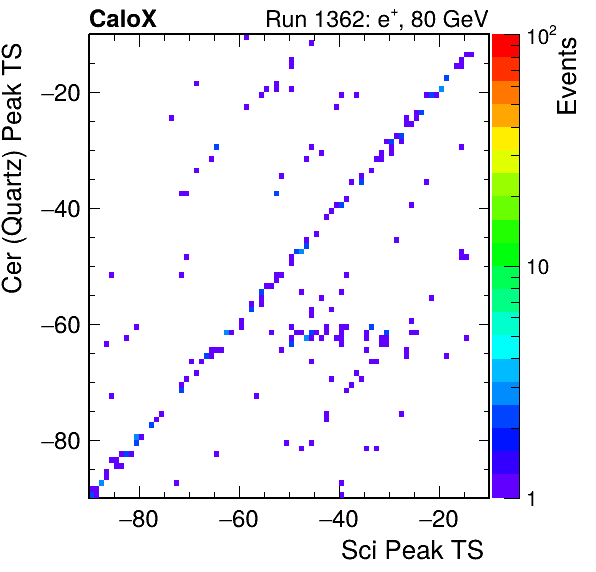 CaloX Run 1362: e⁺, 80 GeV
Cer (Quartz) Peak TS
−20
−40
−60
−80
−80 −60 −40 −20
Sci Peak TS
10²
10
1
Events